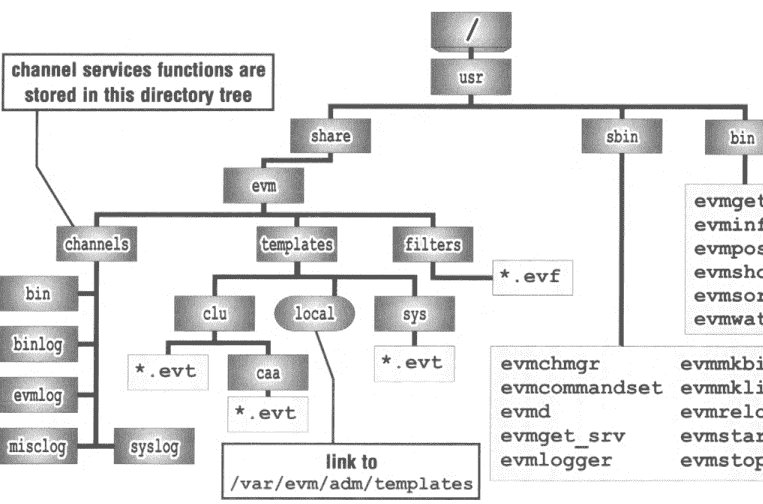 /
usr
channel services functions are
stored in this directory tree
share
sbin
bin
evm
channels
templates
filters
*.evf
bin
binlog
evmlog
misclog
syslog
clu
local
sys
*.evt
caa
*.evt
*.evt
link to
/var/evm/adm/templates
evmchmgr
evmcommandset
evmd
evmget_srv
evmlogger